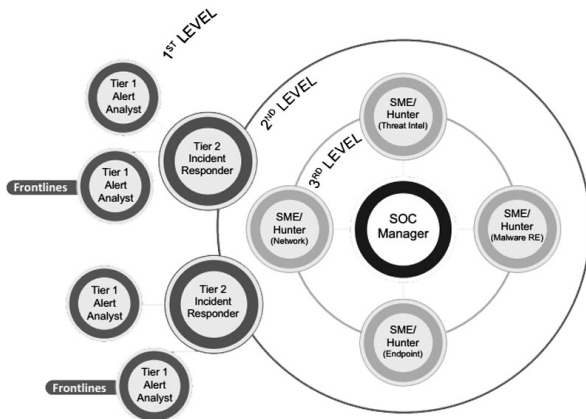 1ST LEVEL
2ND LEVEL
3RD LEVEL
Tier 1
Alert
Analyst
Tier 2
Incident
Responder
Frontlines
Tier 1
Alert
Analyst
Tier 1
Alert
Analyst
Tier 2
Incident
Responder
Frontlines
Tier 1
Alert
Analyst
SME/
Hunter
(Threat Intel)
SME/
Hunter
(Network)
SOC
Manager
SME/
Hunter
(Malware RE)
SME/
Hunter
(Endpoint)